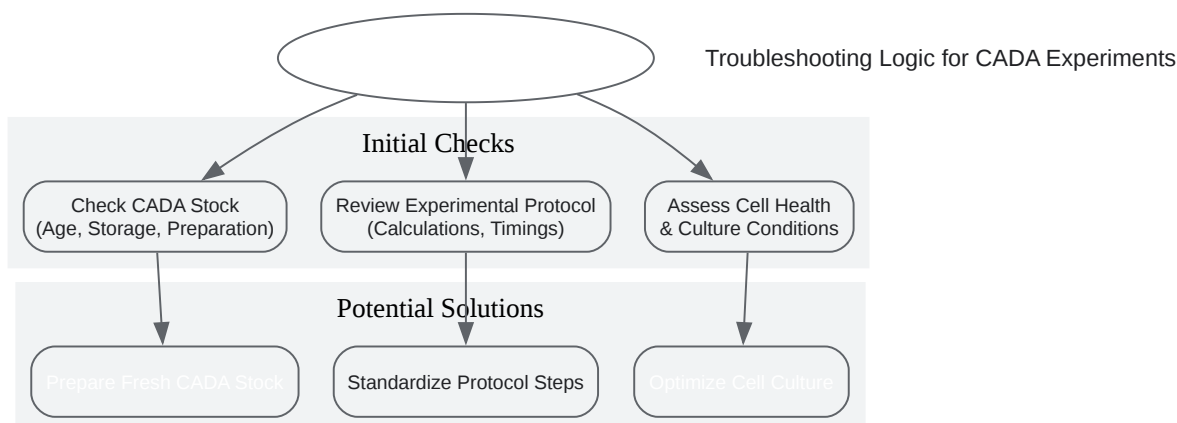 Troubleshooting Logic for CADA Experiments
Initial Checks
Check CADA Stock
(Age, Storage, Preparation)
Review Experimental Protocol
(Calculations, Timings)
Assess Cell Health
& Culture Conditions
Potential Solutions
Prepare Fresh CADA Stock
Standardize Protocol Steps
Optimize Cell Culture